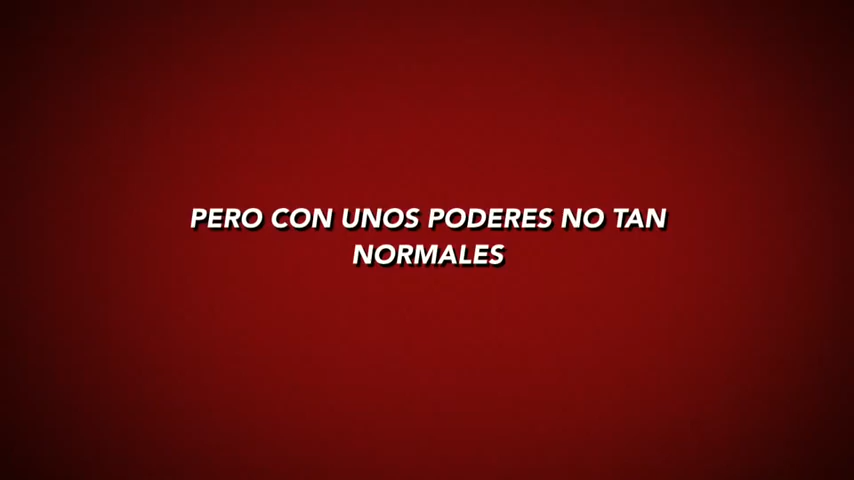 PERO CON UNOS PODERES NO TAN
NORMALES